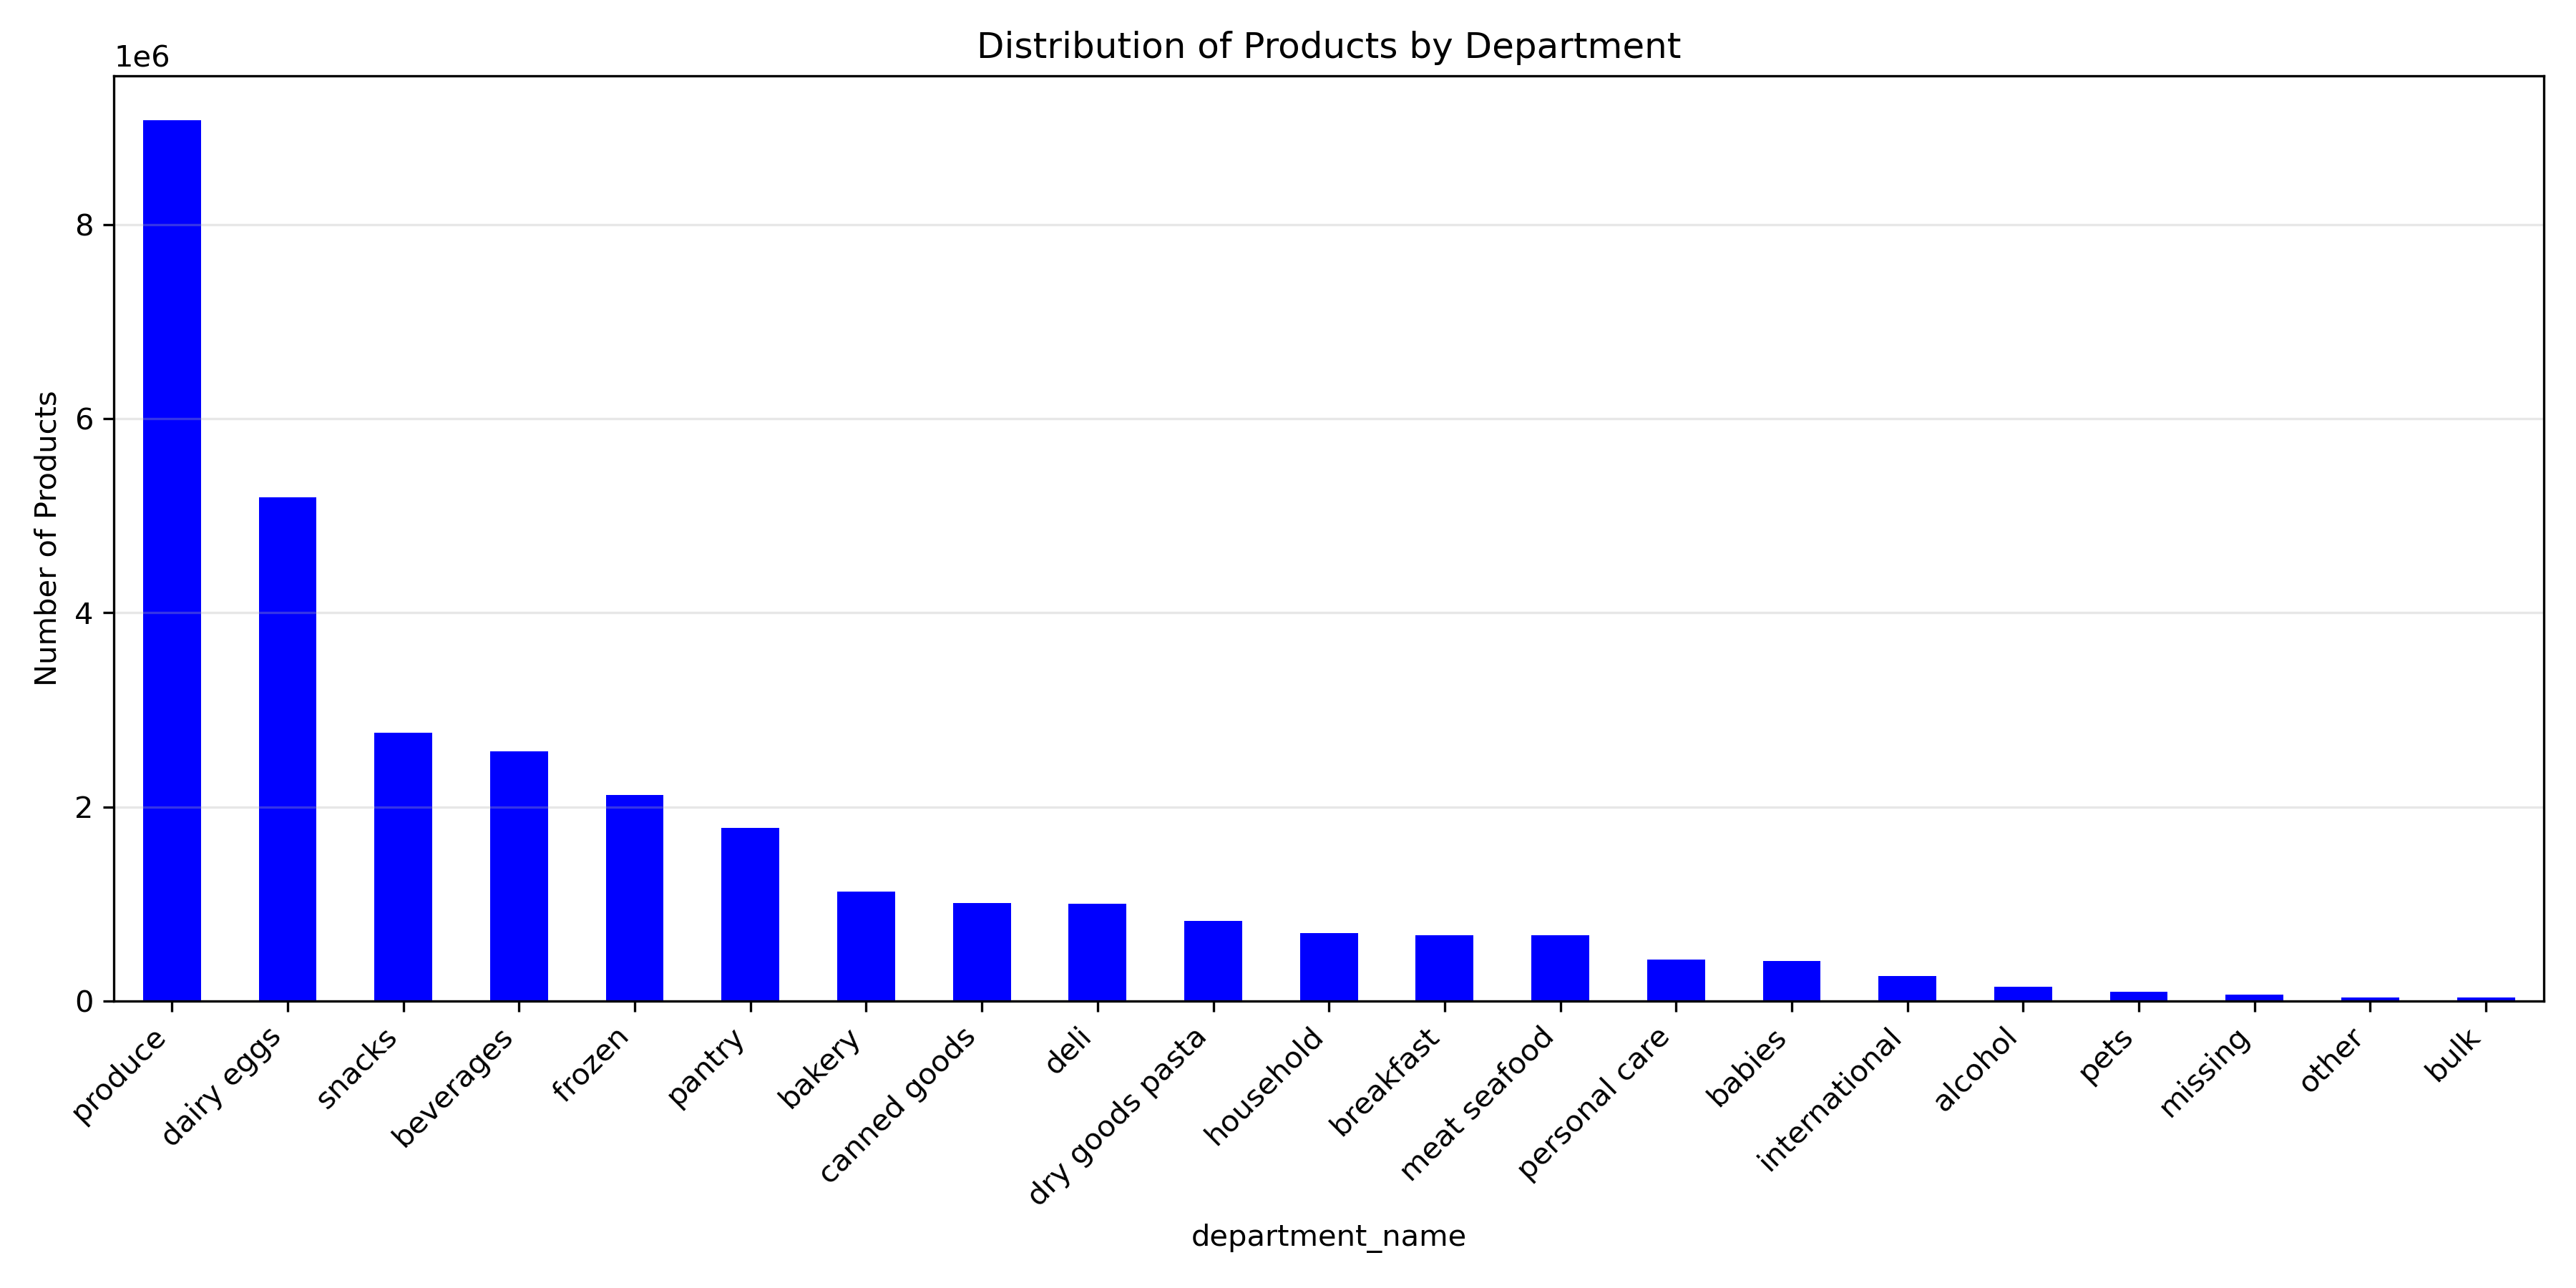 Distribution of Products by Department
1e6
8
6
4
2
0
Number of Products
produce
dairy eggs
snacks
beverages
frozen
pantry
bakery
canned goods
deli
dry goods pasta
household
breakfast
meat seafood
personal care
babies
international
alcohol
pets
missing
other
bulk
department_name